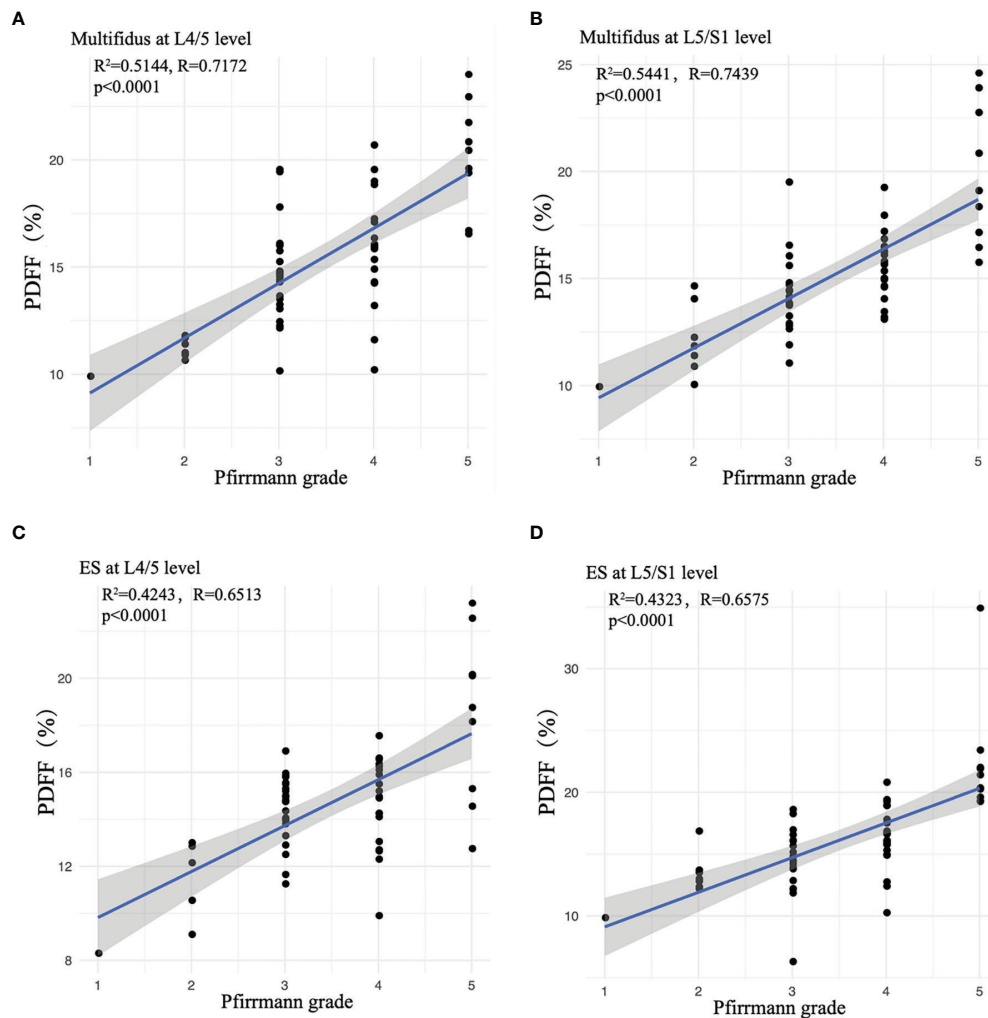 A
Multifidus at L4/5 level
R²=0.5144, R=0.7172
p<0.0001
PDFF (%)
20
15
10
1 2 3 4 5
Pfirrmann grade
B
Multifidus at L5/S1 level
R²=0.5441, R=0.7439
p<0.0001
PDFF (%)
25
20
15
10
1 2 3 4 5
Pfirrmann grade
C
ES at L4/5 level
R²=0.4243, R=0.6513
p<0.0001
PDFF (%)
20
16
12
8
1 2 3 4 5
Pfirrmann grade
D
ES at L5/S1 level
R²=0.4323, R=0.6575
p<0.0001
PDFF (%)
30
20
10
1 2 3 4 5
Pfirrmann grade